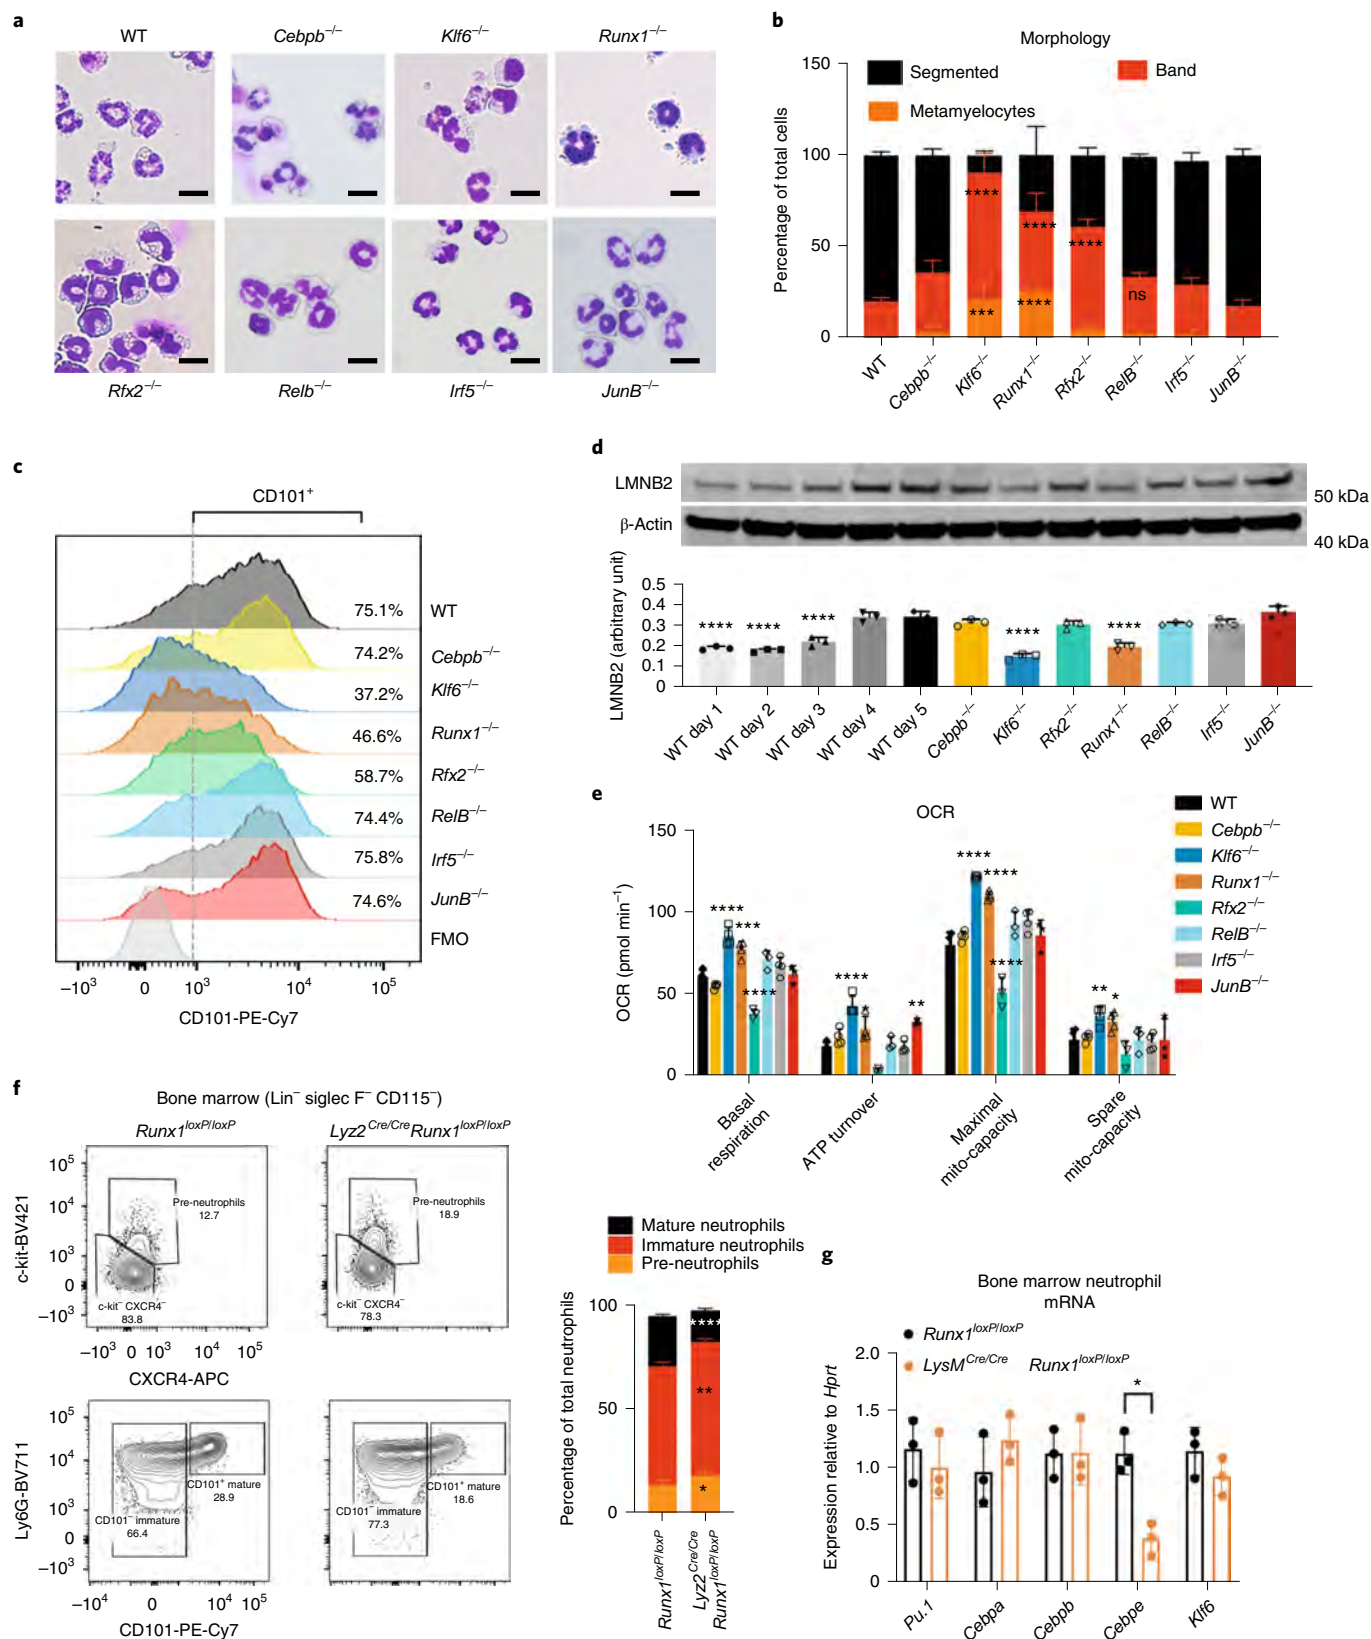 a
WT
Cebpb–/–
Klf6–/–
Runx1–/–
Rfx2–/–
Relb–/–
Irf5–/–
JunB–/–
b
Morphology
Segmented
Band
Metamyelocytes
Percentage of total cells
150
100
50
0
****
***
****
****
****
ns
WT
Cebpb–/–
Klf6–/–
Runx1–/–
Rfx2–/–
RelB–/–
Irf5–/–
JunB–/–
c
CD101+
75.1%
WT
74.2%
Cebpb–/–
37.2%
Klf6–/–
46.6%
Runx1–/–
58.7%
Rfx2–/–
74.4%
RelB–/–
75.8%
Irf5–/–
74.6%
JunB–/–
FMO
–10³ 0 10³ 10⁴ 10⁵
CD101-PE-Cy7
d
LMNB2
50 kDa
β-Actin
40 kDa
LMNB2 (arbitrary unit)
0.5
0.4
0.3
0.2
0.1
0
**** **** **** **** ****
WT day 1
WT day 2
WT day 3
WT day 4
WT day 5
Cebpb–/–
Klf6–/–
Rfx2–/–
Runx1–/–
RelB–/–
Irf5–/–
JunB–/–
e
OCR
OCR (pmol min⁻¹)
150
100
50
0
**** *** ****
**** * **
**** **** ****
** *
Basal respiration
ATP turnover
Maximal mito-capacity
Spare mito-capacity
WT
Cebpb–/–
Klf6–/–
Runx1–/–
Rfx2–/–
RelB–/–
Irf5–/–
JunB–/–
f
Bone marrow (Lin– siglec F– CD115–)
Runx1loxP/loxP
Lyz2Cre/Cre Runx1loxP/loxP
c-kit-BV421
10⁵
10⁴
10³
0
–10³
Pre-neutrophils
12.7
c-kit– CXCR4–
83.8
Pre-neutrophils
18.9
c-kit– CXCR4–
78.3
–10³ 0 10³ 10⁴ 10⁵
CXCR4-APC
Ly6G-BV711
10⁵
10⁴
10³
0
–10³
CD101+ mature
28.9
CD101– immature
66.4
CD101+ mature
18.6
CD101– immature
77.3
–10⁴ 0 10⁴ 10⁵
CD101-PE-Cy7
Mature neutrophils
Immature neutrophils
Pre-neutrophils
Percentage of total neutrophils
100
50
0
****
**
*
Runx1loxP/loxP
Lyz2Cre/Cre
Runx1loxP/loxP
g
Bone marrow neutrophil
mRNA
Runx1loxP/loxP
LysMCre/Cre Runx1loxP/loxP
Expression relative to Hprt
2.0
1.5
1.0
0.5
0
*
Pu.1
Cebpa
Cebpb
Cebpe
Klf6